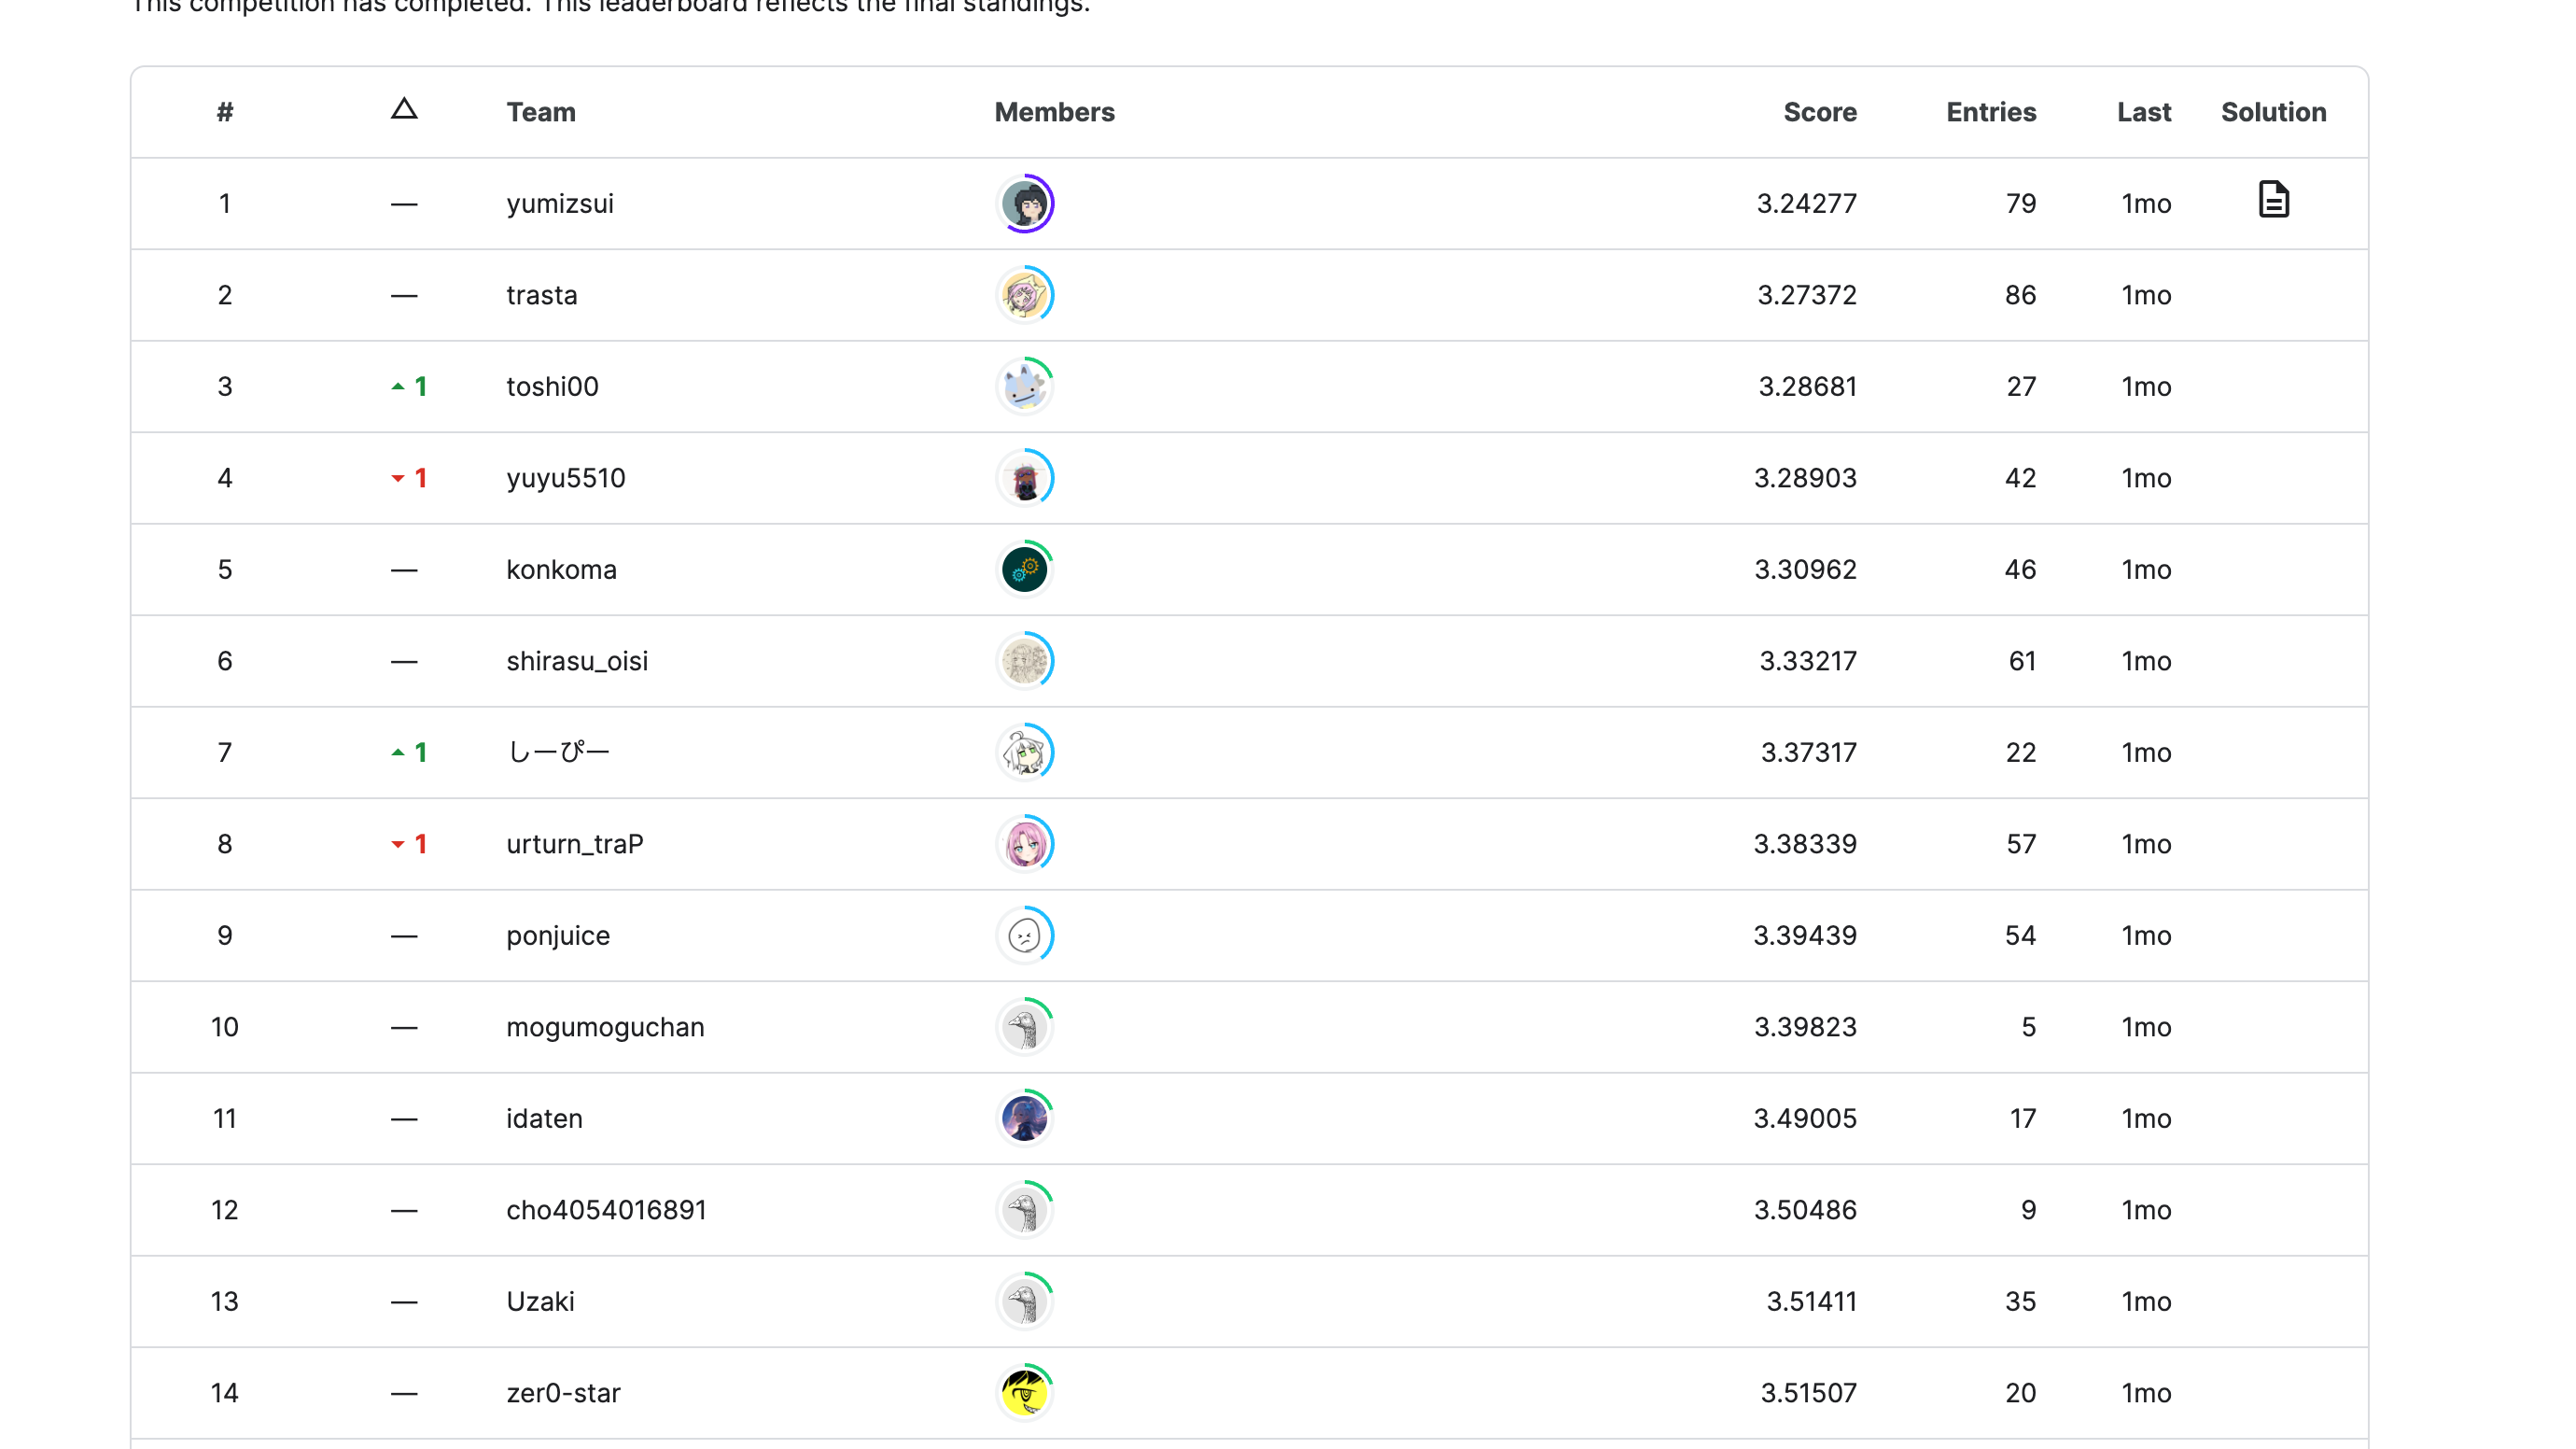 This competition has completed. This leaderboard reflects the final standings.
# △ Team Members Score Entries Last Solution
1 — yumizsui 3.24277 79 1mo
2 — trasta 3.27372 86 1mo
3 ▲ 1 toshi00 3.28681 27 1mo
4 ▼ 1 yuyu5510 3.28903 42 1mo
5 — konkoma 3.30962 46 1mo
6 — shirasu_oisi 3.33217 61 1mo
7 ▲ 1 しーぴー 3.37317 22 1mo
8 ▼ 1 urturn_traP 3.38339 57 1mo
9 — ponjuice 3.39439 54 1mo
10 — mogumoguchan 3.39823 5 1mo
11 — idaten 3.49005 17 1mo
12 — cho4054016891 3.50486 9 1mo
13 — Uzaki 3.51411 35 1mo
14 — zer0-star 3.51507 20 1mo